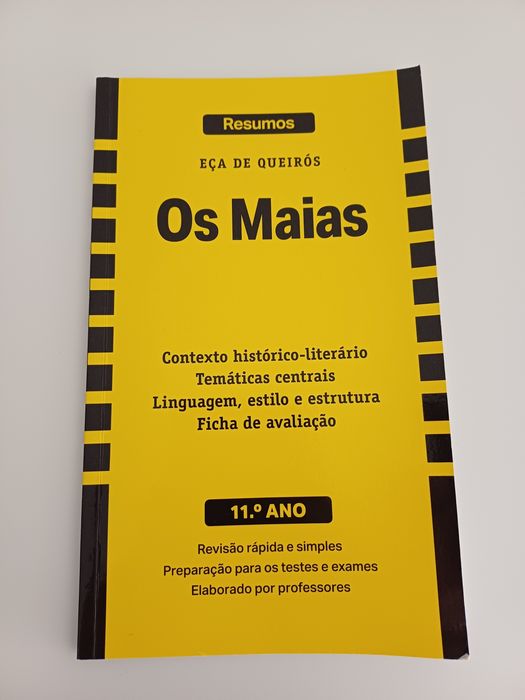 Resumos
EÇA DE QUEIRÓS
Os Maias
Contexto histórico-literário
Temáticas centrais
Linguagem, estilo e estrutura
Ficha de avaliação
11.º ANO
Revisão rápida e simples
Preparação para os testes e exames
Elaborado por professores